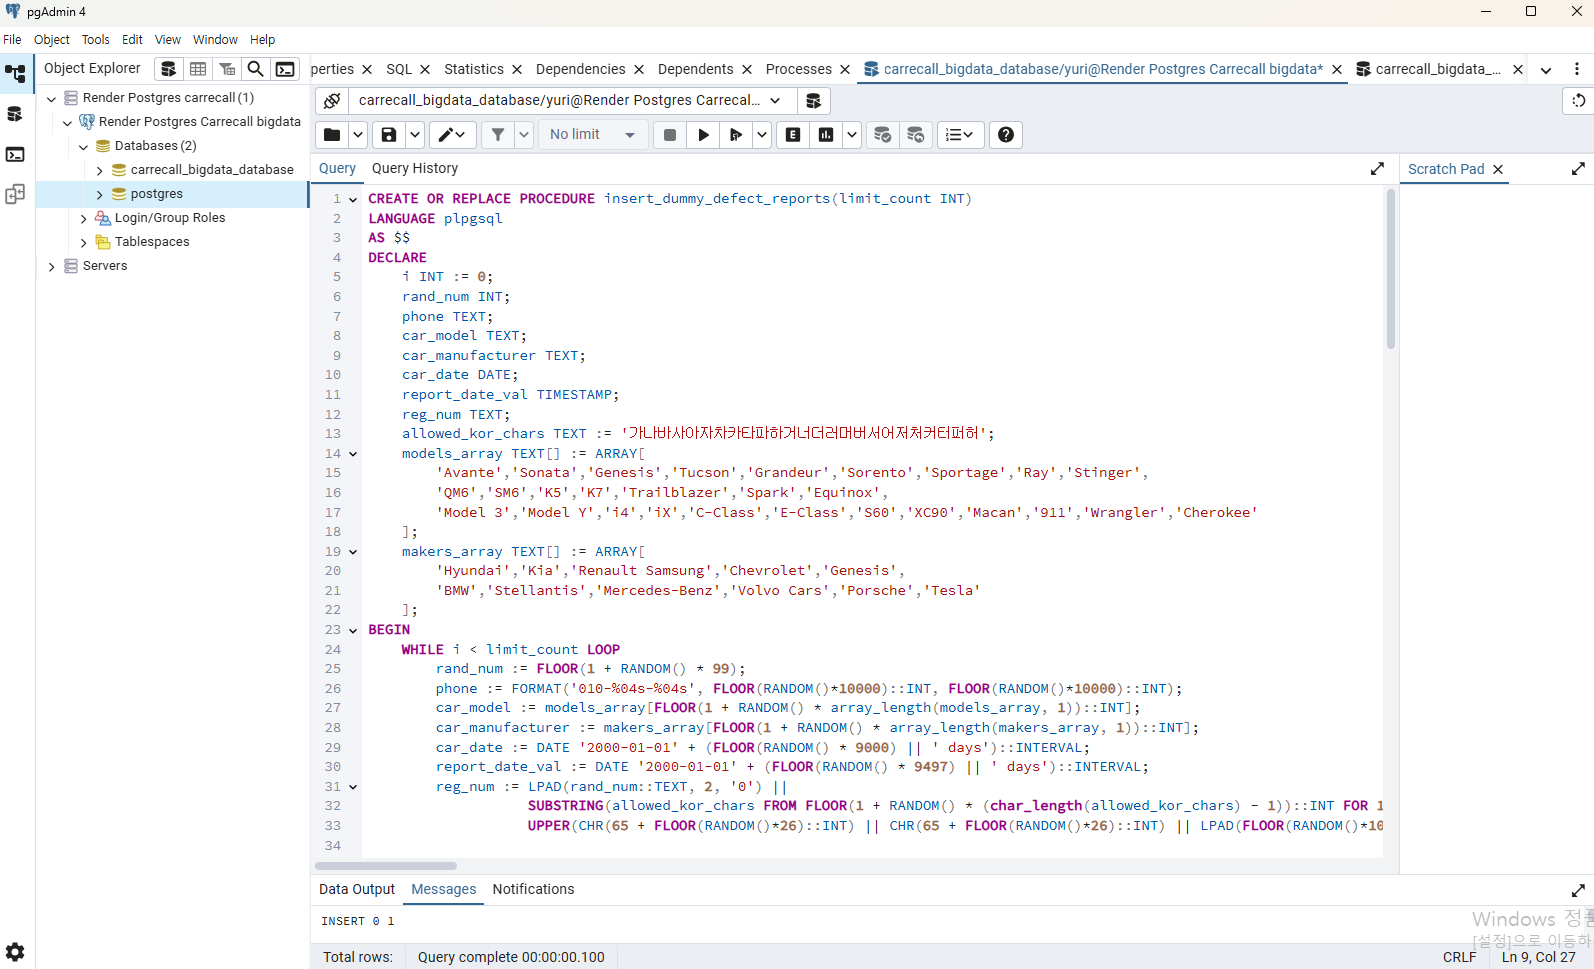 pgAdmin 4
File Object Tools Edit View Window Help
Object Explorer
perties SQL Statistics Dependencies Dependents Processes carrecall_bigdata_database/yuri@Render Postgres Carrecall bigdata* carrecall_bigdata_...
Render Postgres carrecall (1)
Render Postgres Carrecall bigdata
Databases (2)
carrecall_bigdata_database
postgres
Login/Group Roles
Tablespaces
Servers
carrecall_bigdata_database/yuri@Render Postgres Carrecal...
No limit
Query Query History
Scratch Pad
1 CREATE OR REPLACE PROCEDURE insert_dummy_defect_reports(limit_count INT)
2 LANGUAGE plpgsql
3 AS $$
4 DECLARE
5 i INT := 0;
6 rand_num INT;
7 phone TEXT;
8 car_model TEXT;
9 car_manufacturer TEXT;
10 car_date DATE;
11 report_date_val TIMESTAMP;
12 reg_num TEXT;
13 allowed_kor_chars TEXT := '가나바사아자차카타파하거너더러머버서어저처커터퍼허';
14 models_array TEXT[] := ARRAY[
15 'Avante','Sonata','Genesis','Tucson','Grandeur','Sorento','Sportage','Ray','Stinger',
16 'QM6','SM6','K5','K7','Trailblazer','Spark','Equinox',
17 'Model 3','Model Y','i4','iX','C-Class','E-Class','S60','XC90','Macan','911','Wrangler','Cherokee'
18 ];
19 makers_array TEXT[] := ARRAY[
20 'Hyundai','Kia','Renault Samsung','Chevrolet','Genesis',
21 'BMW','Stellantis','Mercedes-Benz','Volvo Cars','Porsche','Tesla'
22 ];
23 BEGIN
24 WHILE i < limit_count LOOP
25 rand_num := FLOOR(1 + RANDOM() * 99);
26 phone := FORMAT('010-%04s-%04s', FLOOR(RANDOM()*10000)::INT, FLOOR(RANDOM()*10000)::INT);
27 car_model := models_array[FLOOR(1 + RANDOM() * array_length(models_array, 1))::INT];
28 car_manufacturer := makers_array[FLOOR(1 + RANDOM() * array_length(makers_array, 1))::INT];
29 car_date := DATE '2000-01-01' + (FLOOR(RANDOM() * 9000) || ' days')::INTERVAL;
30 report_date_val := DATE '2000-01-01' + (FLOOR(RANDOM() * 9497) || ' days')::INTERVAL;
31 reg_num := LPAD(rand_num::TEXT, 2, '0') ||
32 SUBSTRING(allowed_kor_chars FROM FLOOR(1 + RANDOM() * (char_length(allowed_kor_chars) - 1))::INT FOR 1
33 UPPER(CHR(65 + FLOOR(RANDOM()*26)::INT) || CHR(65 + FLOOR(RANDOM()*26)::INT) || LPAD(FLOOR(RANDOM()*10
34
Data Output Messages Notifications
INSERT 0 1
Windows 정품
[설정]으로 이동하
Total rows: Query complete 00:00:00.100 CRLF Ln 9, Col 27